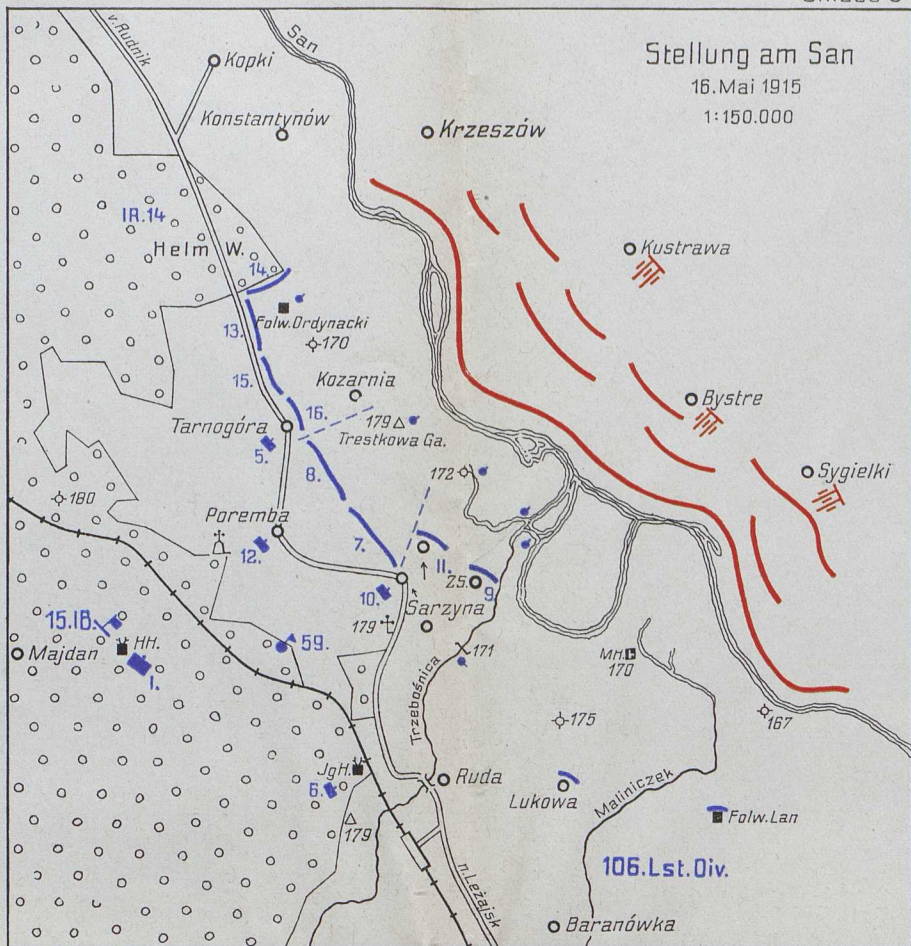 Stellung am San
16.Mai 1915
1:150.000
v.Rudnik
San
Kopki
Konstantynów
Krzeszów
IR.14
Helm W.
14.
Kustrawa
Folw.Ordynacki
13.
170
15.
Kozarnia
Bystre
16.
179
Trestkowa Ga.
Tarnogóra
5.
8.
172
Sygielki
180
Poremba
12.
7.
11.
ZS.
9.
10.
Sarzyna
15.IB.
179
HH.
59.
171
Majdan
1.
MH.
170
Trzebośnica
175
167
JgH.
Ruda
6.
Lukowa
Maliniczek
179
Folw.Lan
106.Lst.Div.
n.Leżajsk
Baranówka